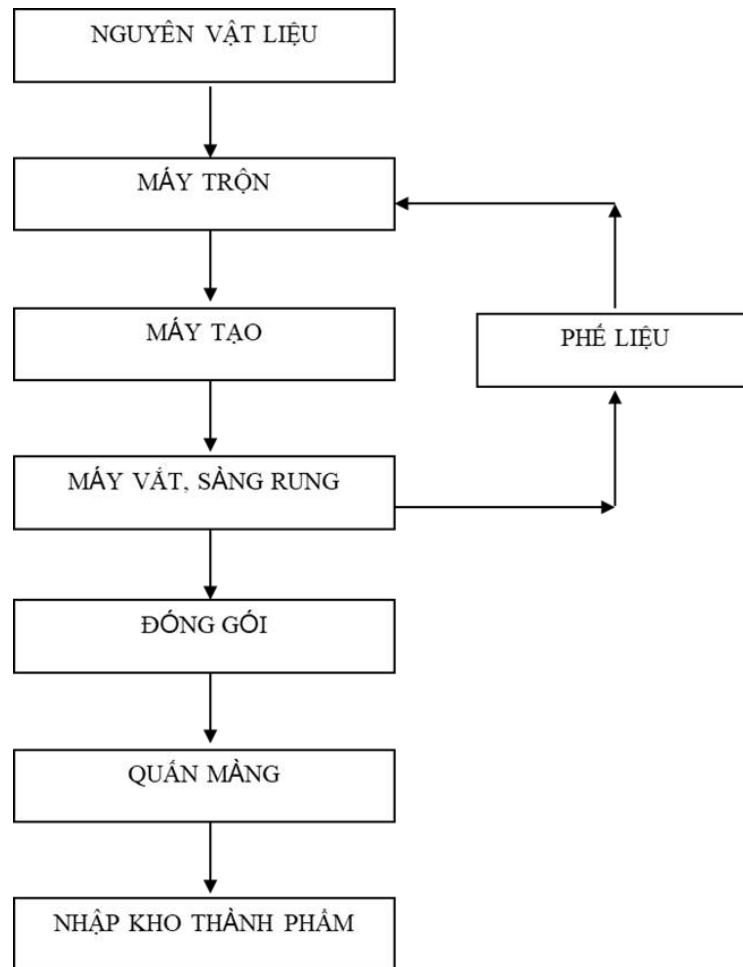 NGUYÊN VẬT LIỆU
MÁY TRỘN
MÁY TẠO
PHẾ LIỆU
MÁY VẮT, SÀNG RUNG
ĐÓNG GÓI
QUẤN MÀNG
NHẬP KHO THÀNH PHẨM